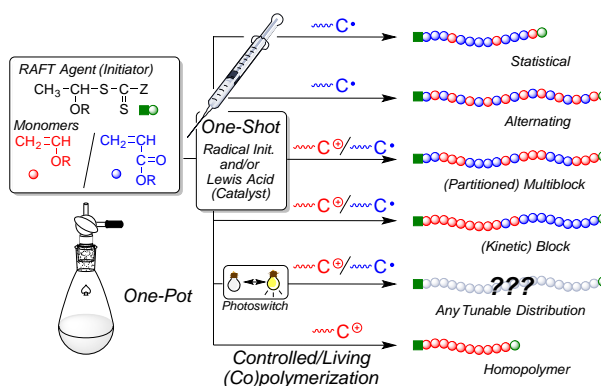 RAFT Agent (Initiator)
CH₃-CH-S-C-Z
OR S
Monomers
CH₂=CH
OR
CH₂=CH
C=O
OR
One-Shot
Radical Init.
and/or
Lewis Acid
(Catalyst)
One-Pot
Photoswitch
Controlled/Living
(Co)polymerization
C•
Statistical
C•
Alternating
C⊕/C•
(Partitioned) Multiblock
C⊕/C•
(Kinetic) Block
C⊕/C•
???
Any Tunable Distribution
C⊕
Homopolymer